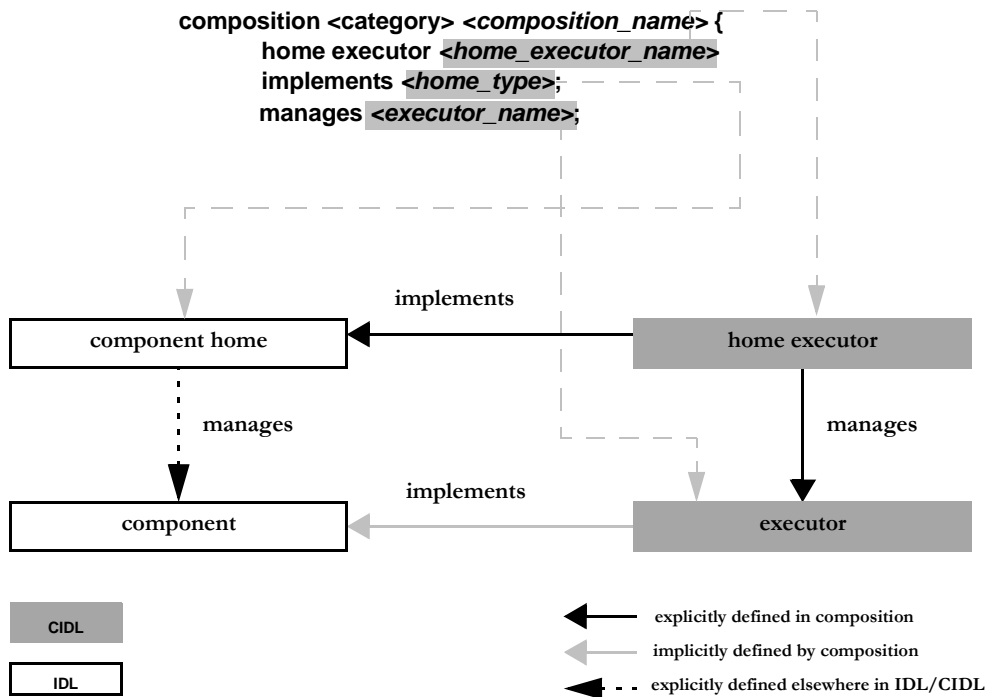 composition <category> <composition_name> {
home executor <home_executor_name>
implements <home_type>;
manages <executor_name>;
implements
component home
home executor
manages
manages
implements
component
executor
CIDL
explicitly defined in composition
implicitly defined by composition
IDL
explicitly defined elsewhere in IDL/CIDL